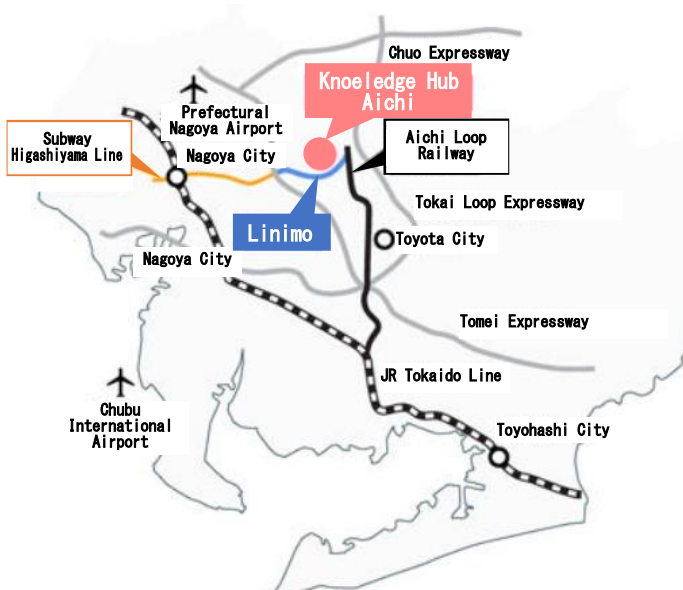 Chuo Expressway
Knoeledge Hub
Aichi
Prefectural
Nagoya Airport
Subway
Higashiyama Line
Nagoya City
Aichi Loop
Railway
Linimo
Tokai Loop Expressway
Toyota City
Nagoya City
Tomei Expressway
JR Tokaido Line
Chubu
International
Airport
Toyohashi City